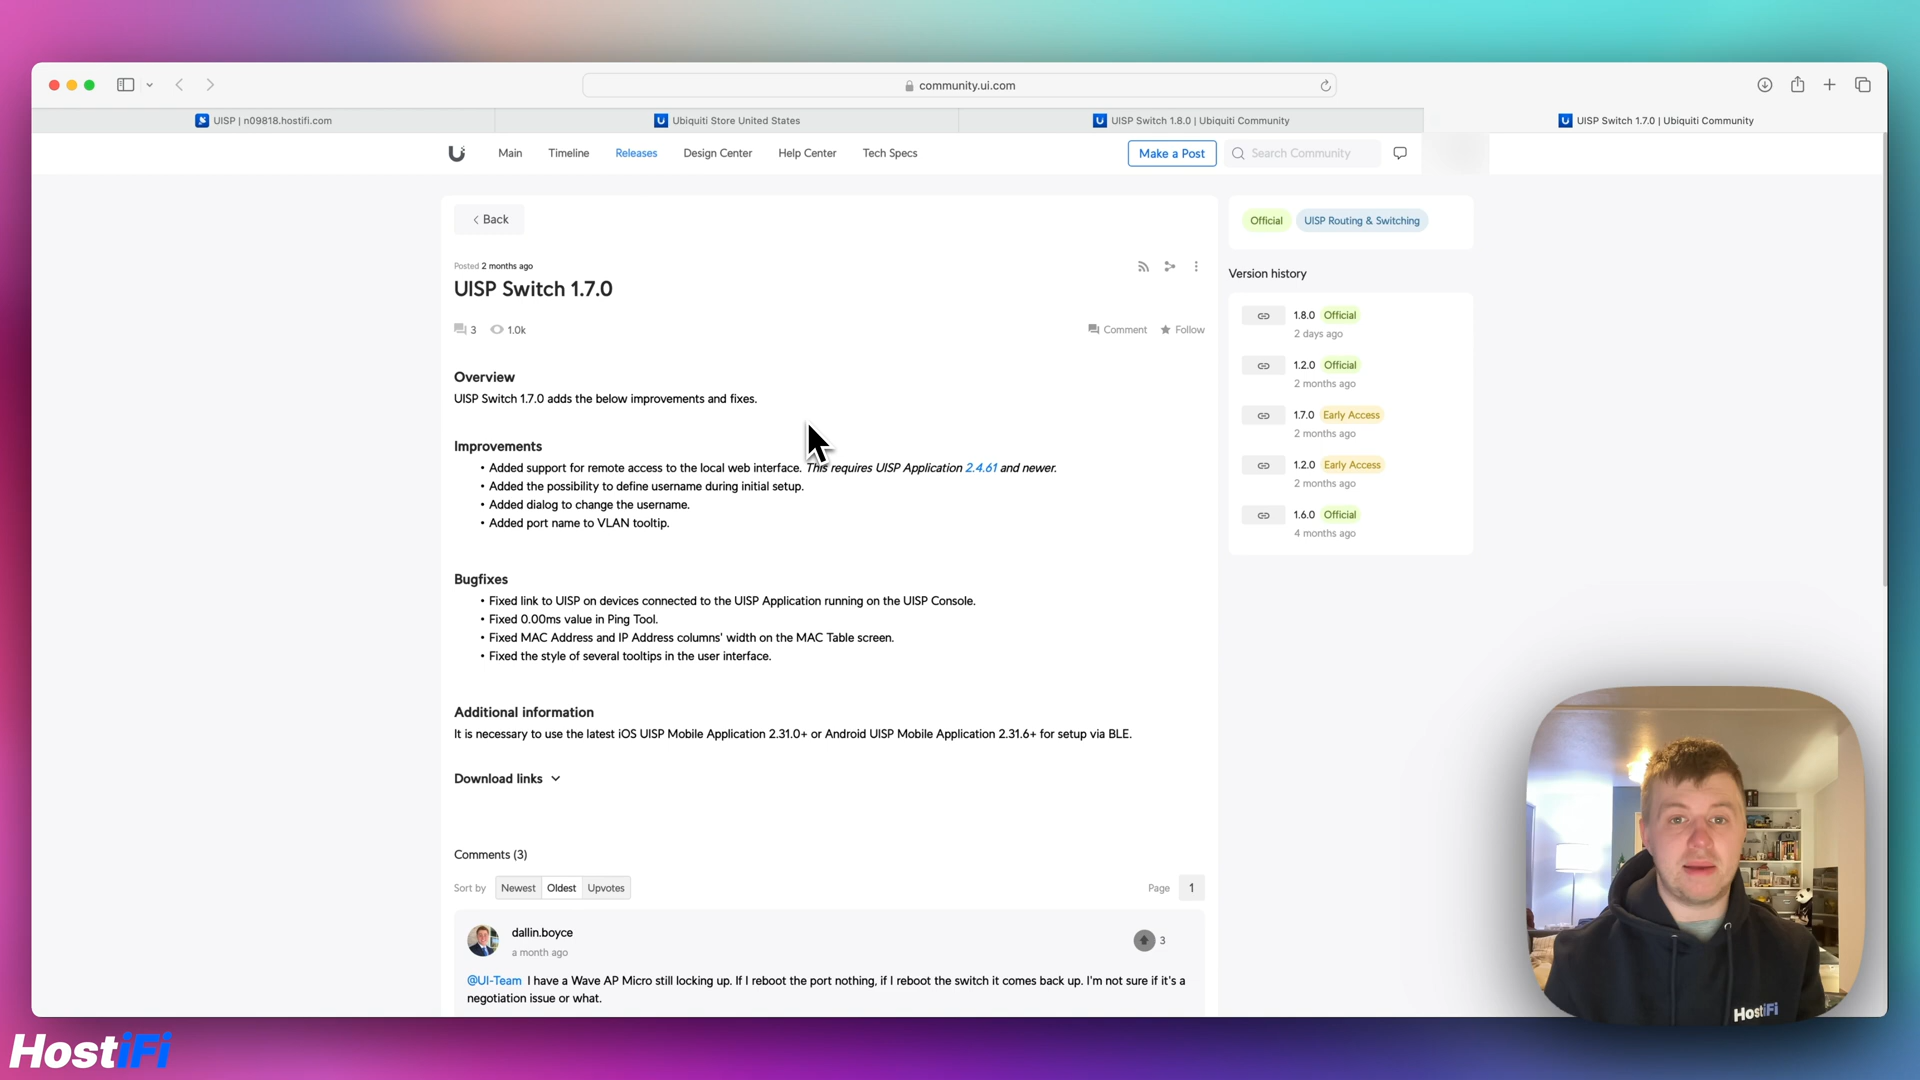 community.ui.com
UISP | n09818.hostifi.com
Ubiquiti Store United States
UISP Switch 1.8.0 | Ubiquiti Community
UISP Switch 1.7.0 | Ubiquiti Community
Main Timeline Releases Design Center Help Center Tech Specs
Make a Post
Search Community
Back
Posted 2 months ago
UISP Switch 1.7.0
3 1.0k
Comment Follow
Overview
UISP Switch 1.7.0 adds the below improvements and fixes.
Improvements
• Added support for remote access to the local web interface. This requires UISP Application 2.4.61 and newer.
• Added the possibility to define username during initial setup.
• Added dialog to change the username.
• Added port name to VLAN tooltip.
Bugfixes
• Fixed link to UISP on devices connected to the UISP Application running on the UISP Console.
• Fixed 0.00ms value in Ping Tool.
• Fixed MAC Address and IP Address columns' width on the MAC Table screen.
• Fixed the style of several tooltips in the user interface.
Additional information
It is necessary to use the latest iOS UISP Mobile Application 2.31.0+ or Android UISP Mobile Application 2.31.6+ for setup via BLE.
Download links
Comments (3)
Sort by Newest Oldest Upvotes
Page 1
dallin.boyce
a month ago
3
@UI-Team I have a Wave AP Micro still locking up. If I reboot the port nothing, if I reboot the switch it comes back up. I'm not sure if it's a
negotiation issue or what.
Official UISP Routing & Switching
Version history
1.8.0 Official
2 days ago
1.2.0 Official
2 months ago
1.7.0 Early Access
2 months ago
1.2.0 Early Access
2 months ago
1.6.0 Official
4 months ago
HostiFi
HostiFi